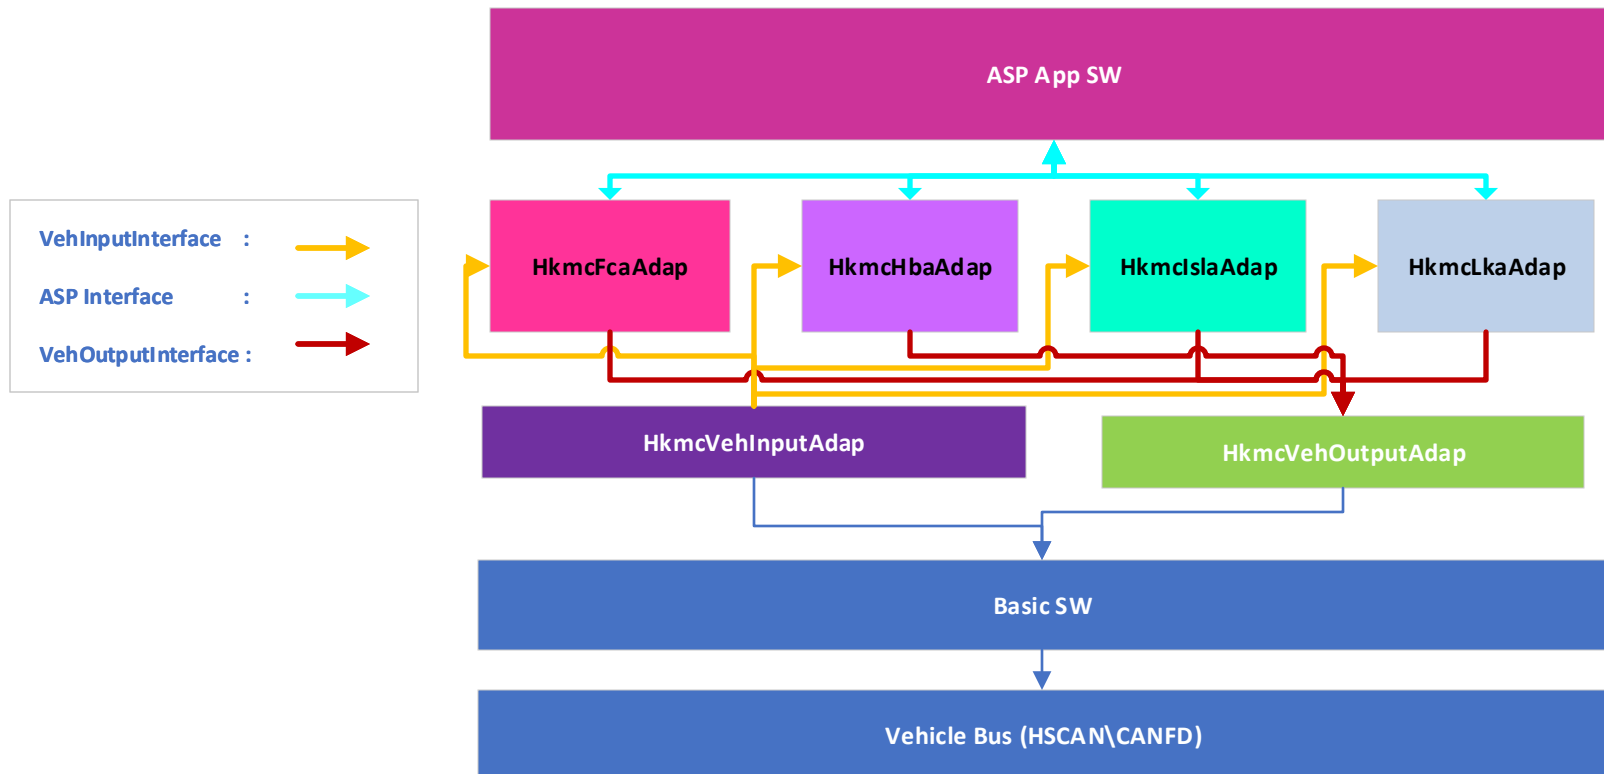 ASP App SW
VehInputInterface :
ASP Interface :
VehOutputInterface :
HkmcFcaAdap
HkmcHbaAdap
HkmcIslaAdap
HkmcLkaAdap
HkmcVehInputAdap
HkmcVehOutputAdap
Basic SW
Vehicle Bus (HSCAN\CANFD)